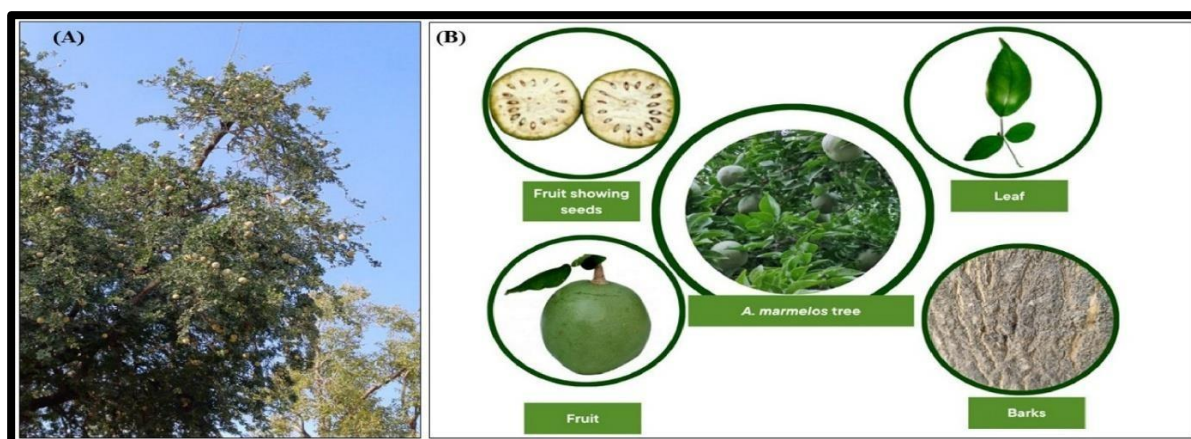 (A)
(B)
Fruit showing
seeds
Leaf
A. marmelos tree
Fruit
Barks